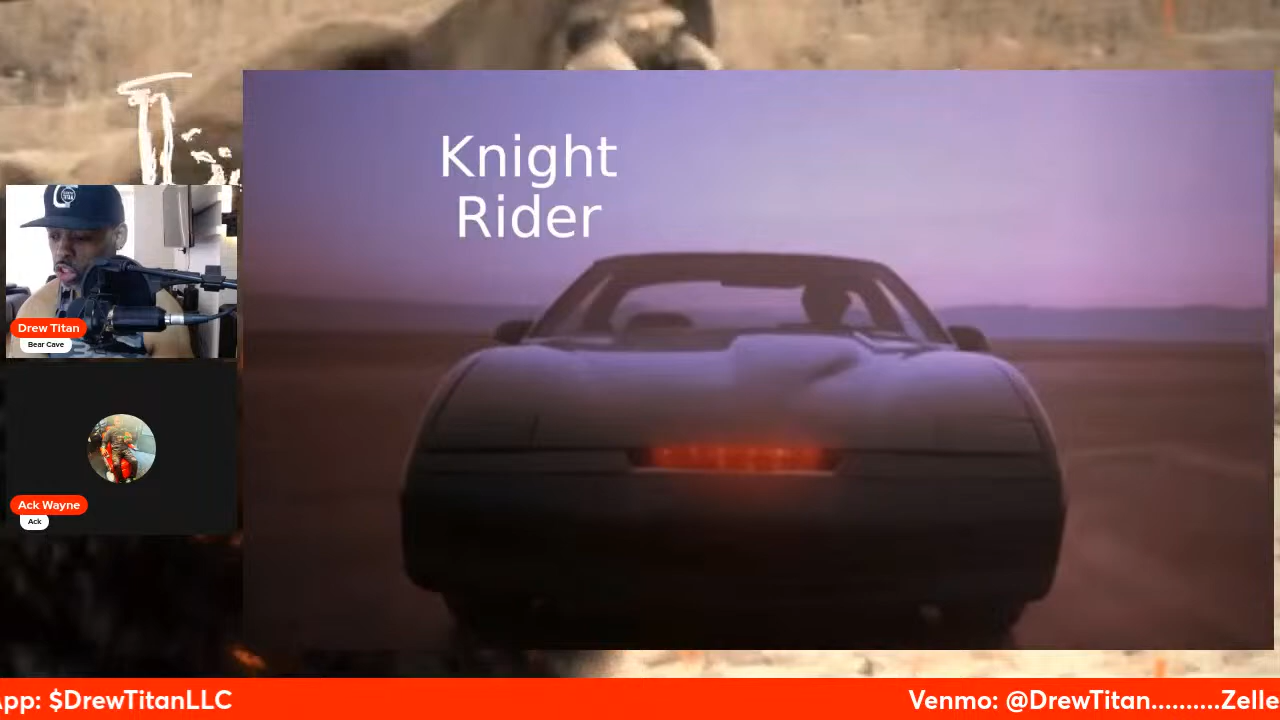 Knight
Rider
Drew Titan
Bear Cave
Ack Wayne
Ack
App: $DrewTitanLLC
Venmo: @DrewTitan..........Zelle